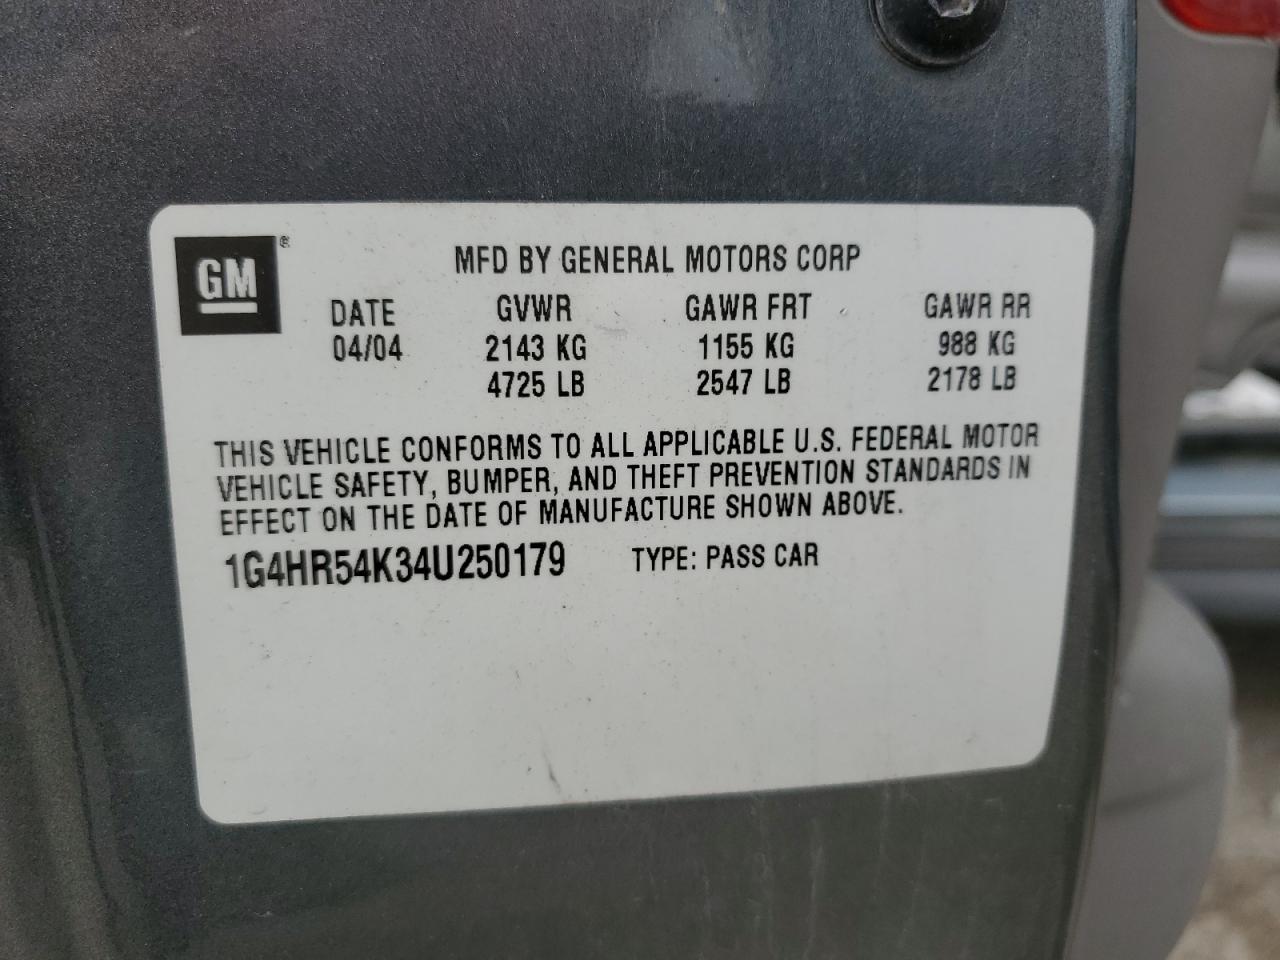 GM®
MFD BY GENERAL MOTORS CORP
DATE GVWR GAWR FRT GAWR RR
04/04 2143 KG 1155 KG 988 KG
4725 LB 2547 LB 2178 LB
THIS VEHICLE CONFORMS TO ALL APPLICABLE U.S. FEDERAL MOTOR
VEHICLE SAFETY, BUMPER, AND THEFT PREVENTION STANDARDS IN
EFFECT ON THE DATE OF MANUFACTURE SHOWN ABOVE.
1G4HR54K34U250179 TYPE: PASS CAR